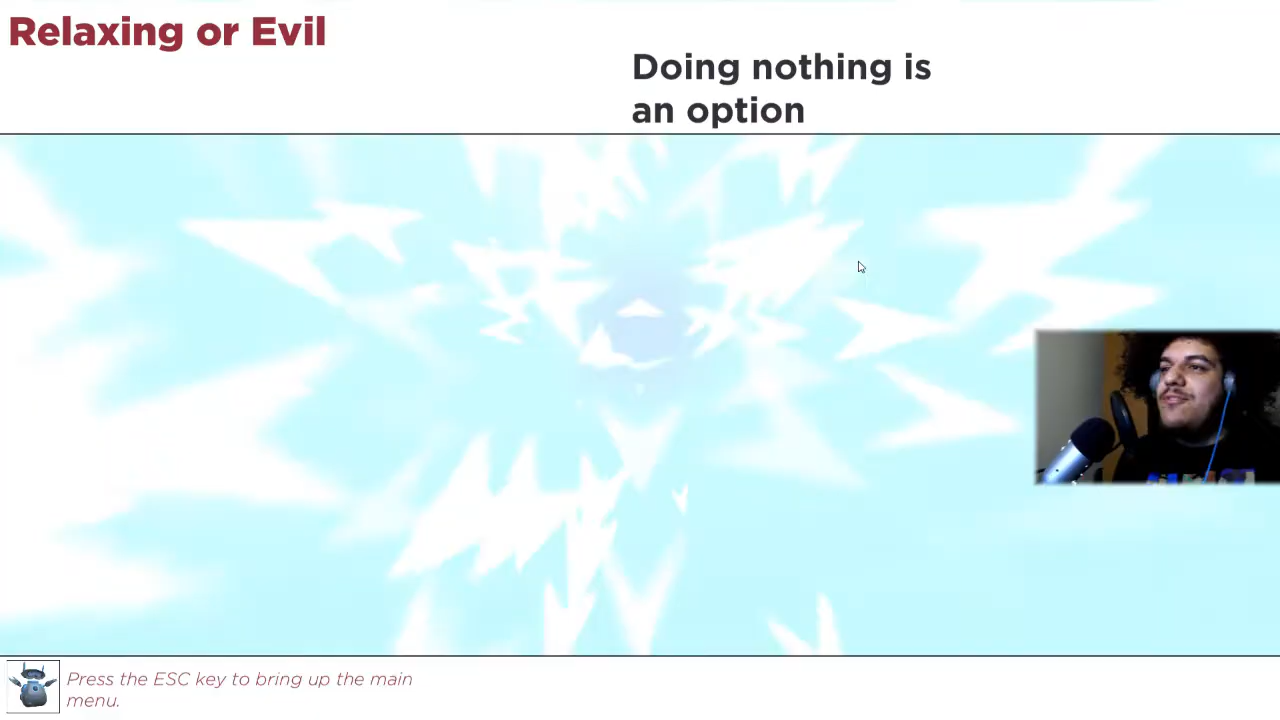 Relaxing or Evil
Doing nothing is
an option
Press the ESC key to bring up the main
menu.